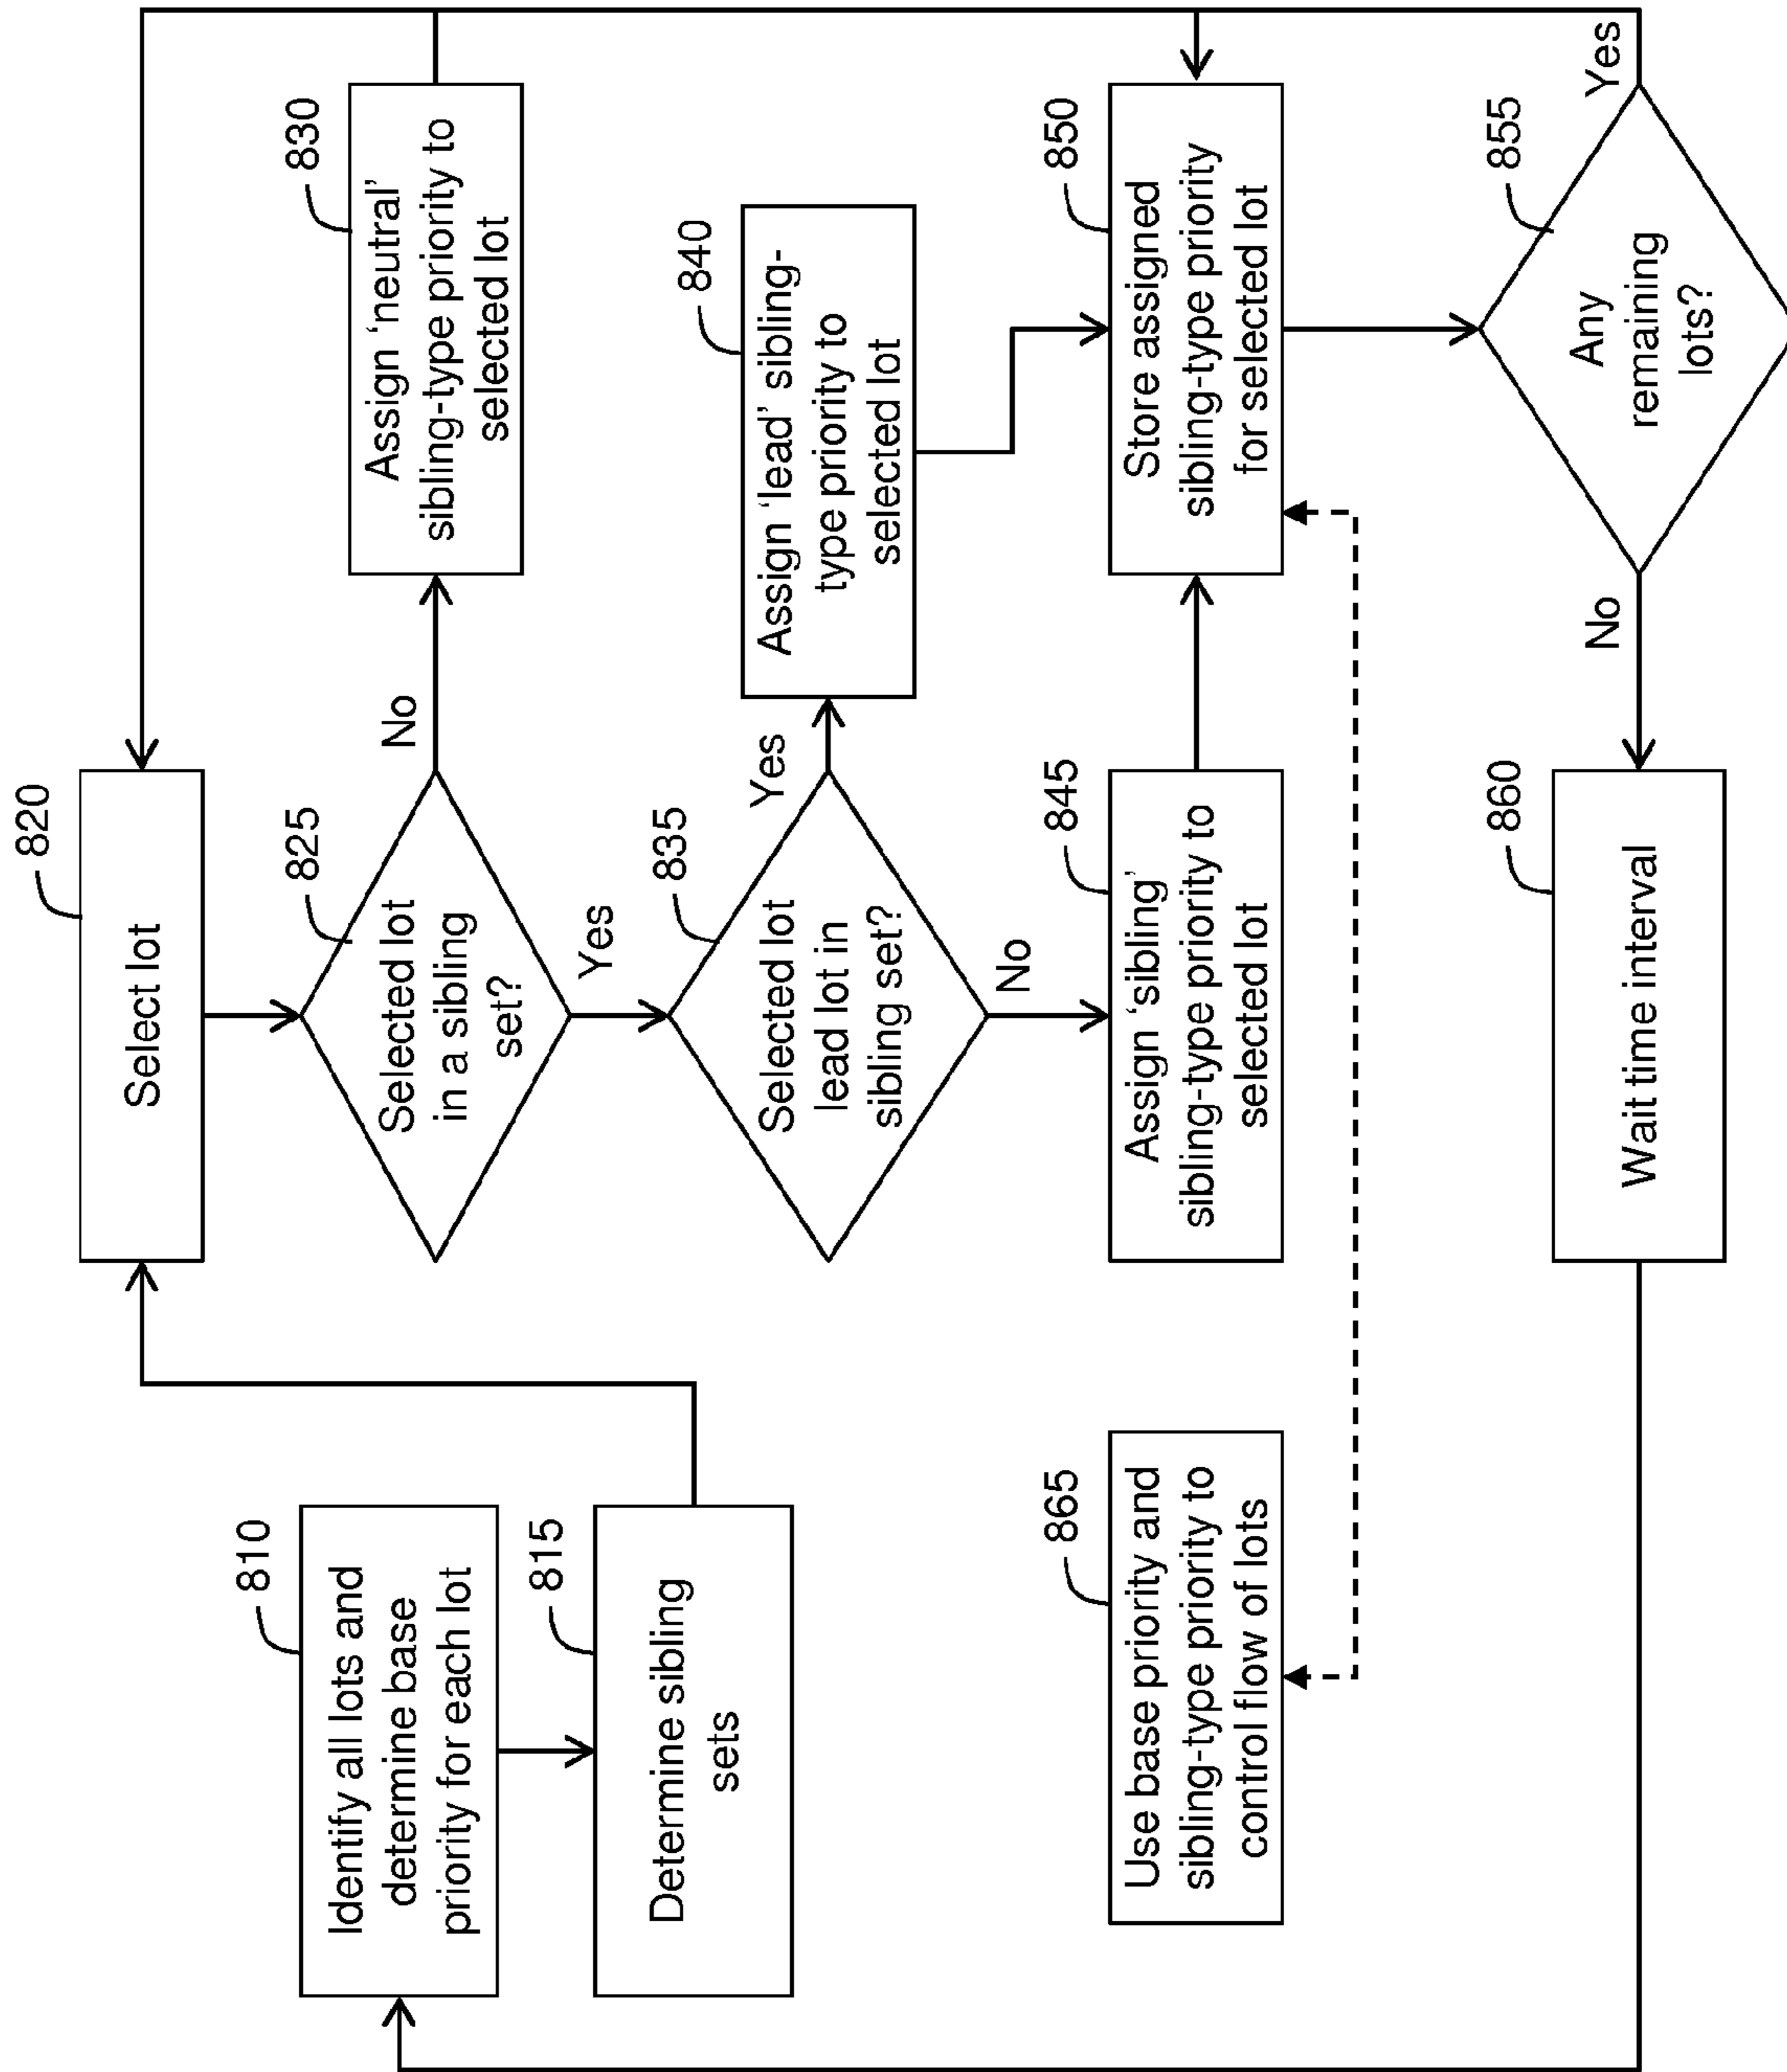 810
Identify all lots and
determine base
priority for each lot
815
Determine sibling
sets
820
Select lot
825
Selected lot
in a sibling
set?
No
Yes
830
Assign ‘neutral’
sibling-type priority to
selected lot
835
Selected lot
lead lot in
sibling set?
Yes
No
840
Assign ‘lead’ sibling-
type priority to
selected lot
845
Assign ‘sibling’
sibling-type priority to
selected lot
850
Store assigned
sibling-type priority
for selected lot
855
Any
remaining
lots?
Yes
No
860
Wait time interval
865
Use base priority and
sibling-type priority to
control flow of lots